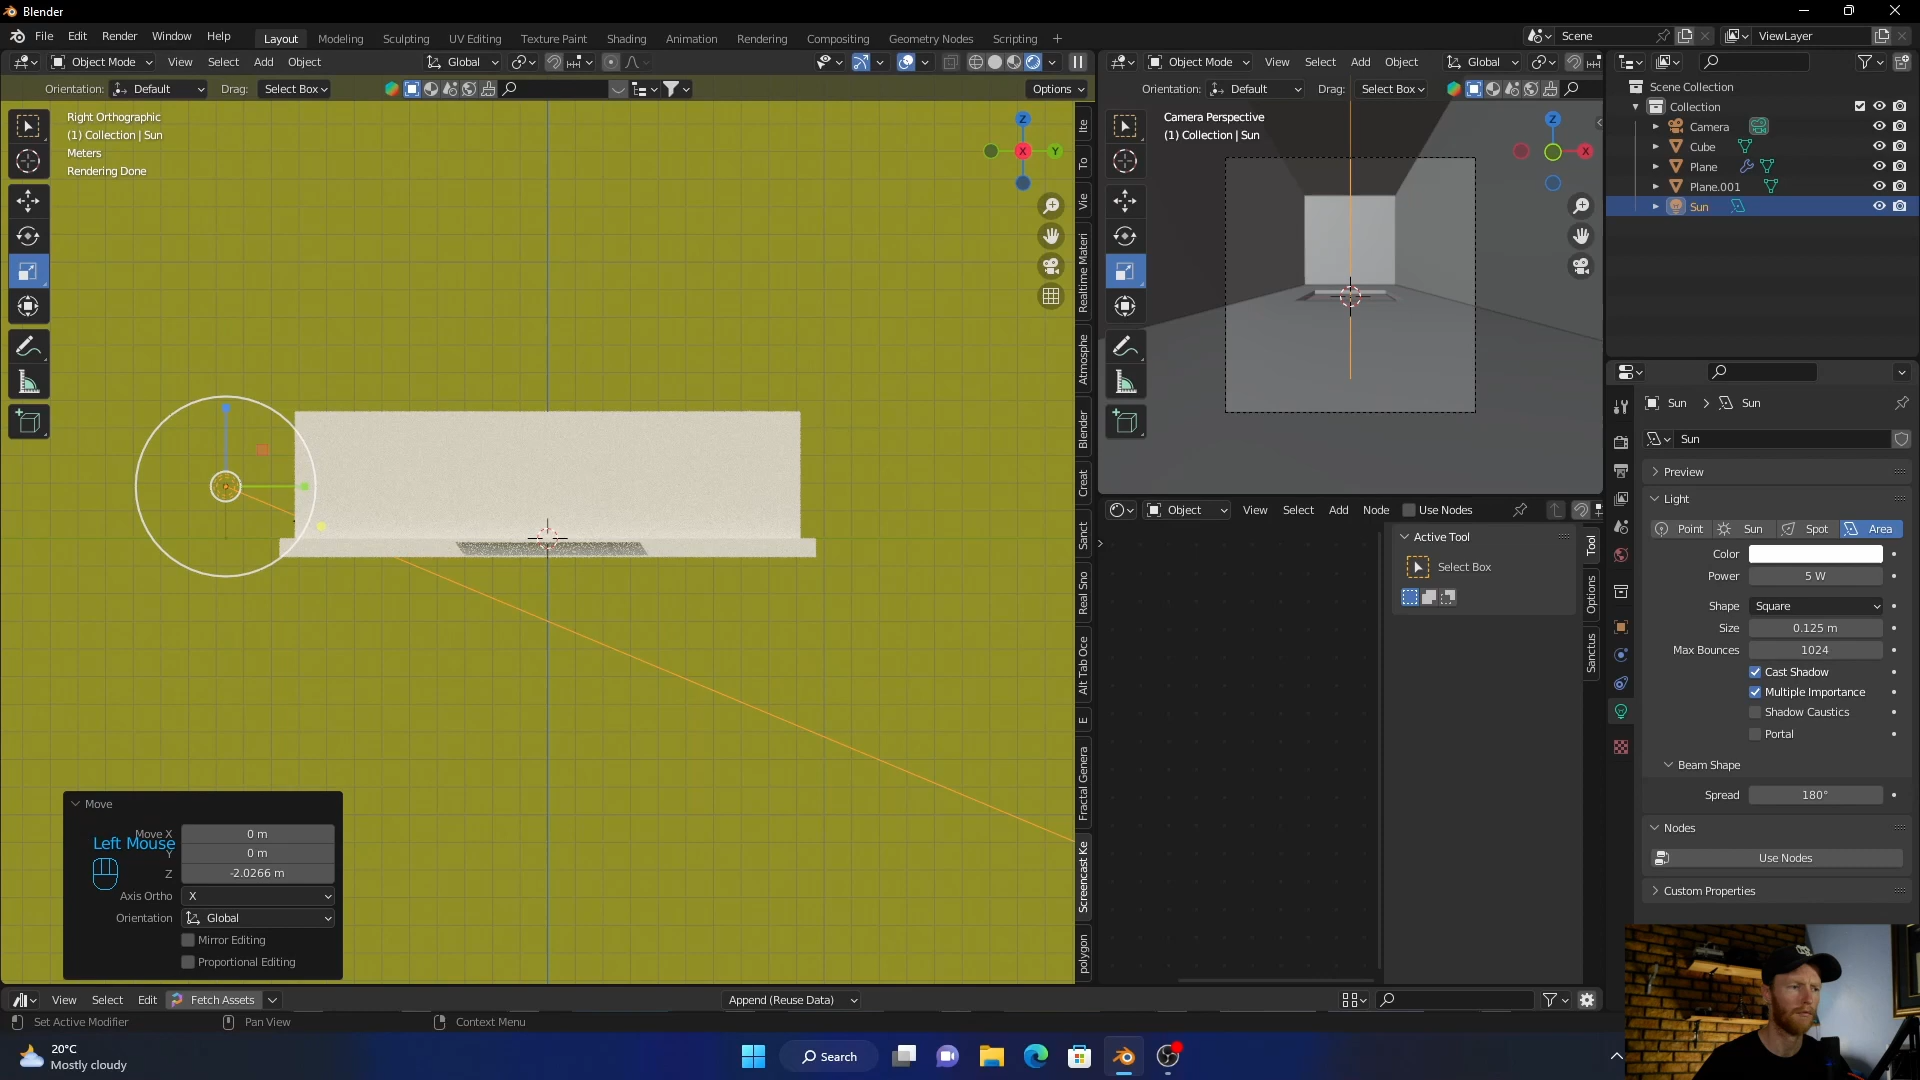 Blender
File Edit Render Window Help Layout Modeling Sculpting UV Editing Texture Paint Shading Animation Rendering Compositing Geometry Nodes Scripting + Scene ViewLayer
Object Mode View Select Add Object Global
Orientation: Default Drag: Select Box Options
Right Orthographic
(1) Collection | Sun
Meters
Rendering Done
Z
X
Y
Ite
To
Vie
Realtime Materi
Atmosphe
Blender
Creat
Sanct
Real Sno
Alt Tab Oce
E
Fractal Genera
Screencast Ke
polygon
Move
Move X 0 m
Left Mouse
Y 0 m
Z -2.0266 m
Axis Ortho X
Orientation Global
Mirror Editing
Proportional Editing
Object Mode View Select Add Object Global
Orientation: Default Drag: Select Box
Camera Perspective
(1) Collection | Sun
Z
X
Object View Select Add Node Use Nodes
Active Tool
Select Box
Tool
Options
Sanctus
Scene Collection
Collection
Camera
Cube
Plane
Plane.001
Sun
Sun > Sun
Sun
Preview
Light
Point Sun Spot Area
Color
Power 5 W
Shape Square
Size 0.125 m
Max Bounces 1024
Cast Shadow
Multiple Importance
Shadow Caustics
Portal
Beam Shape
Spread 180°
Nodes
Use Nodes
Custom Properties
View Select Edit Fetch Assets Append (Reuse Data)
Set Active Modifier Pan View Context Menu
20°C
Mostly cloudy
Search